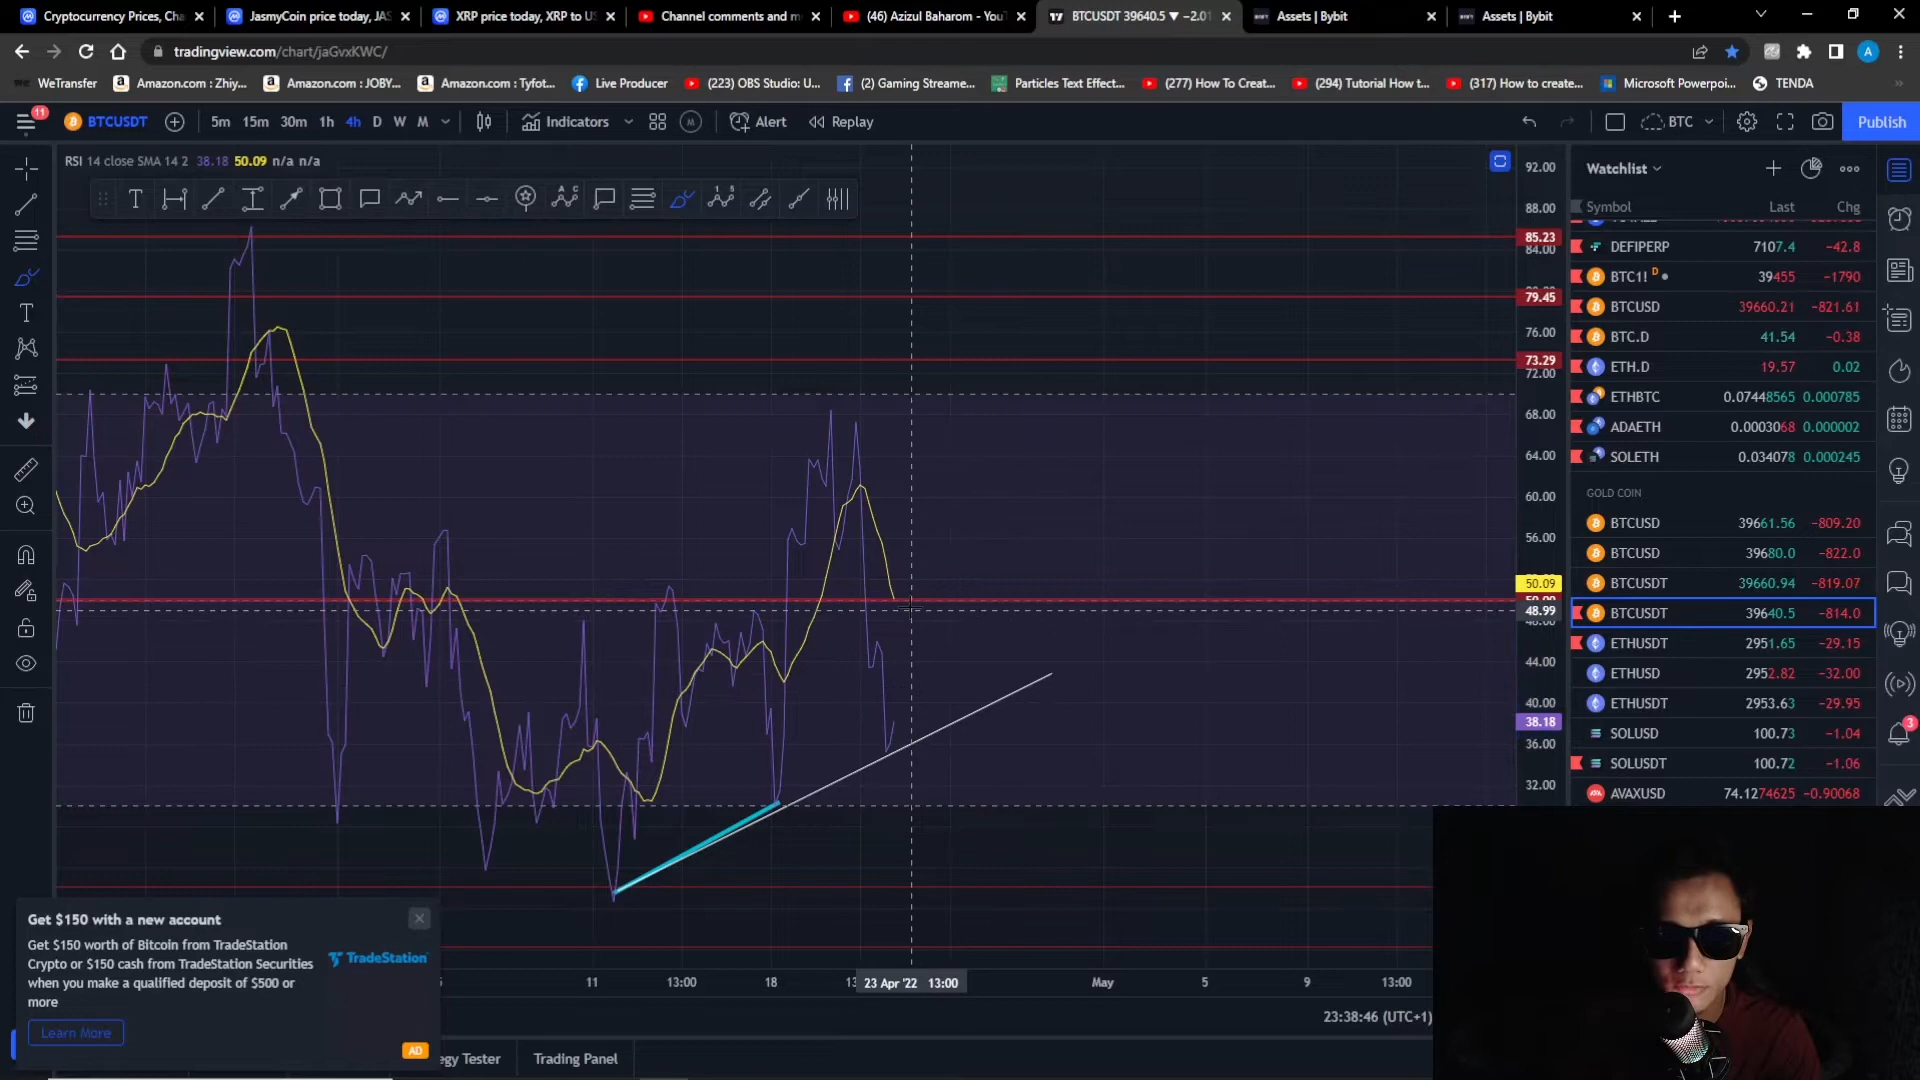 Cryptocurrency Prices, Cha
JasmyCoin price today, JAS
XRP price today, XRP to US
Channel comments and m
(46) Azizul Baharom - YouT
BTCUSDT 39640.5 ▼ −2.01
Assets | Bybit
Assets | Bybit
tradingview.com/chart/jaGvxKWC/
A
WeTransfer
Amazon.com : Zhiy...
Amazon.com : JOBY...
Amazon.com : Tyfot...
Live Producer
(223) OBS Studio: U...
(2) Gaming Streame...
Particles Text Effect...
(277) How To Creat...
(294) Tutorial How t...
(317) How to create...
Microsoft Powerpoi...
TENDA
11
BTCUSDT
5m 15m 30m 1h 4h D W M
Indicators
Alert
Replay
BTC
Publish
RSI 14 close SMA 14 2 38.18 50.09 n/a n/a
92.00
88.00
85.23
84.00
79.45
76.00
73.29
72.00
68.00
64.00
60.00
56.00
50.09
48.99
44.00
40.00
38.18
36.00
32.00
Watchlist
Symbol Last Chg
DEFIPERP 7107.4 −42.8
BTC1! D 39455 −1790
BTCUSD 39660.21 −821.61
BTC.D 41.54 −0.38
ETH.D 19.57 0.02
ETHBTC 0.07448565 0.000785
ADAETH 0.0003068 0.000002
SOLETH 0.034078 0.000245
GOLD COIN
BTCUSD 39661.56 −809.20
BTCUSD 39680.0 −822.0
BTCUSDT 39660.94 −819.07
BTCUSDT 39640.5 −814.0
ETHUSDT 2951.65 −29.15
ETHUSD 2952.82 −32.00
ETHUSDT 2953.63 −29.95
SOLUSD 100.73 −1.04
SOLUSDT 100.72 −1.06
AVAXUSD 74.1274625 −0.90068
3
Get $150 with a new account
Get $150 worth of Bitcoin from TradeStation
Crypto or $150 cash from TradeStation Securities
when you make a qualified deposit of $500 or
more
TradeStation
Learn More
AD
11 13:00 18 23 Apr '22 13:00 May 5 9 13:00
23:38:46 (UTC+1)
egy Tester
Trading Panel